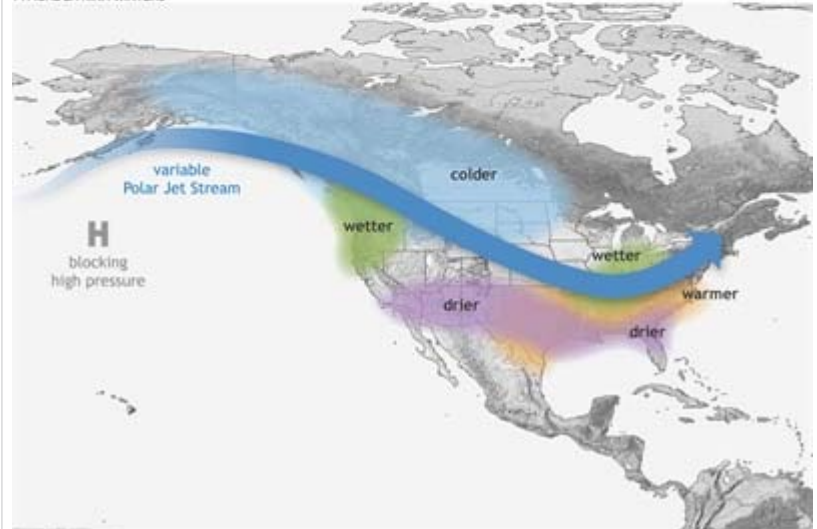 variable
Polar Jet Stream
colder
H
blocking
high pressure
wetter
wetter
drier
warmer
drier